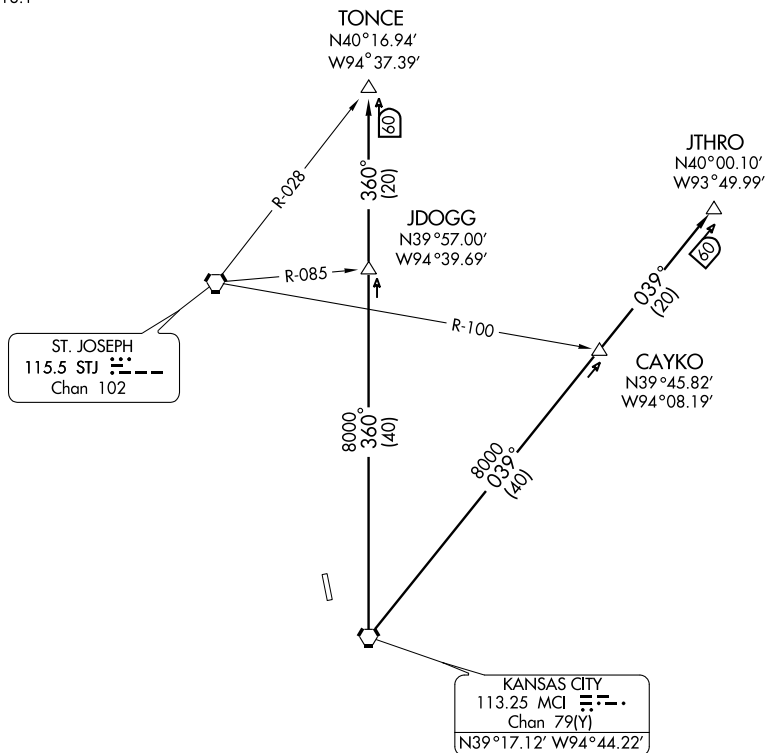 TONCE
N40°16.94'
W94°37.39'
60
360°
(20)
R-028
JTHRO
N40°00.10'
W93°49.99'
60
039°
(20)
JDOGG
N39°57.00'
W94°39.69'
R-085
R-100
ST. JOSEPH
115.5 STJ
Chan 102
CAYKO
N39°45.82'
W94°08.19'
8000
360°
(40)
8000
039°
(40)
KANSAS CITY
113.25 MCI
Chan 79(Y)
N39°17.12' W94°44.22'